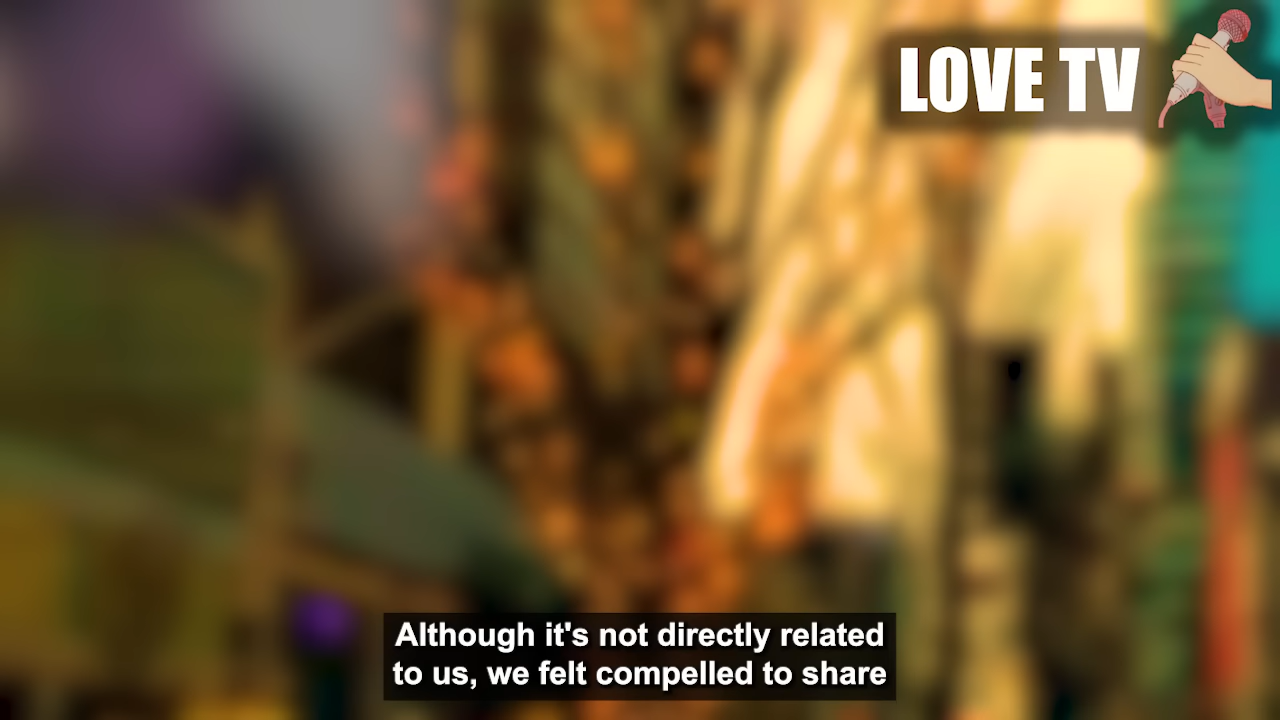 LOVE TV
Although it's not directly related
to us, we felt compelled to share